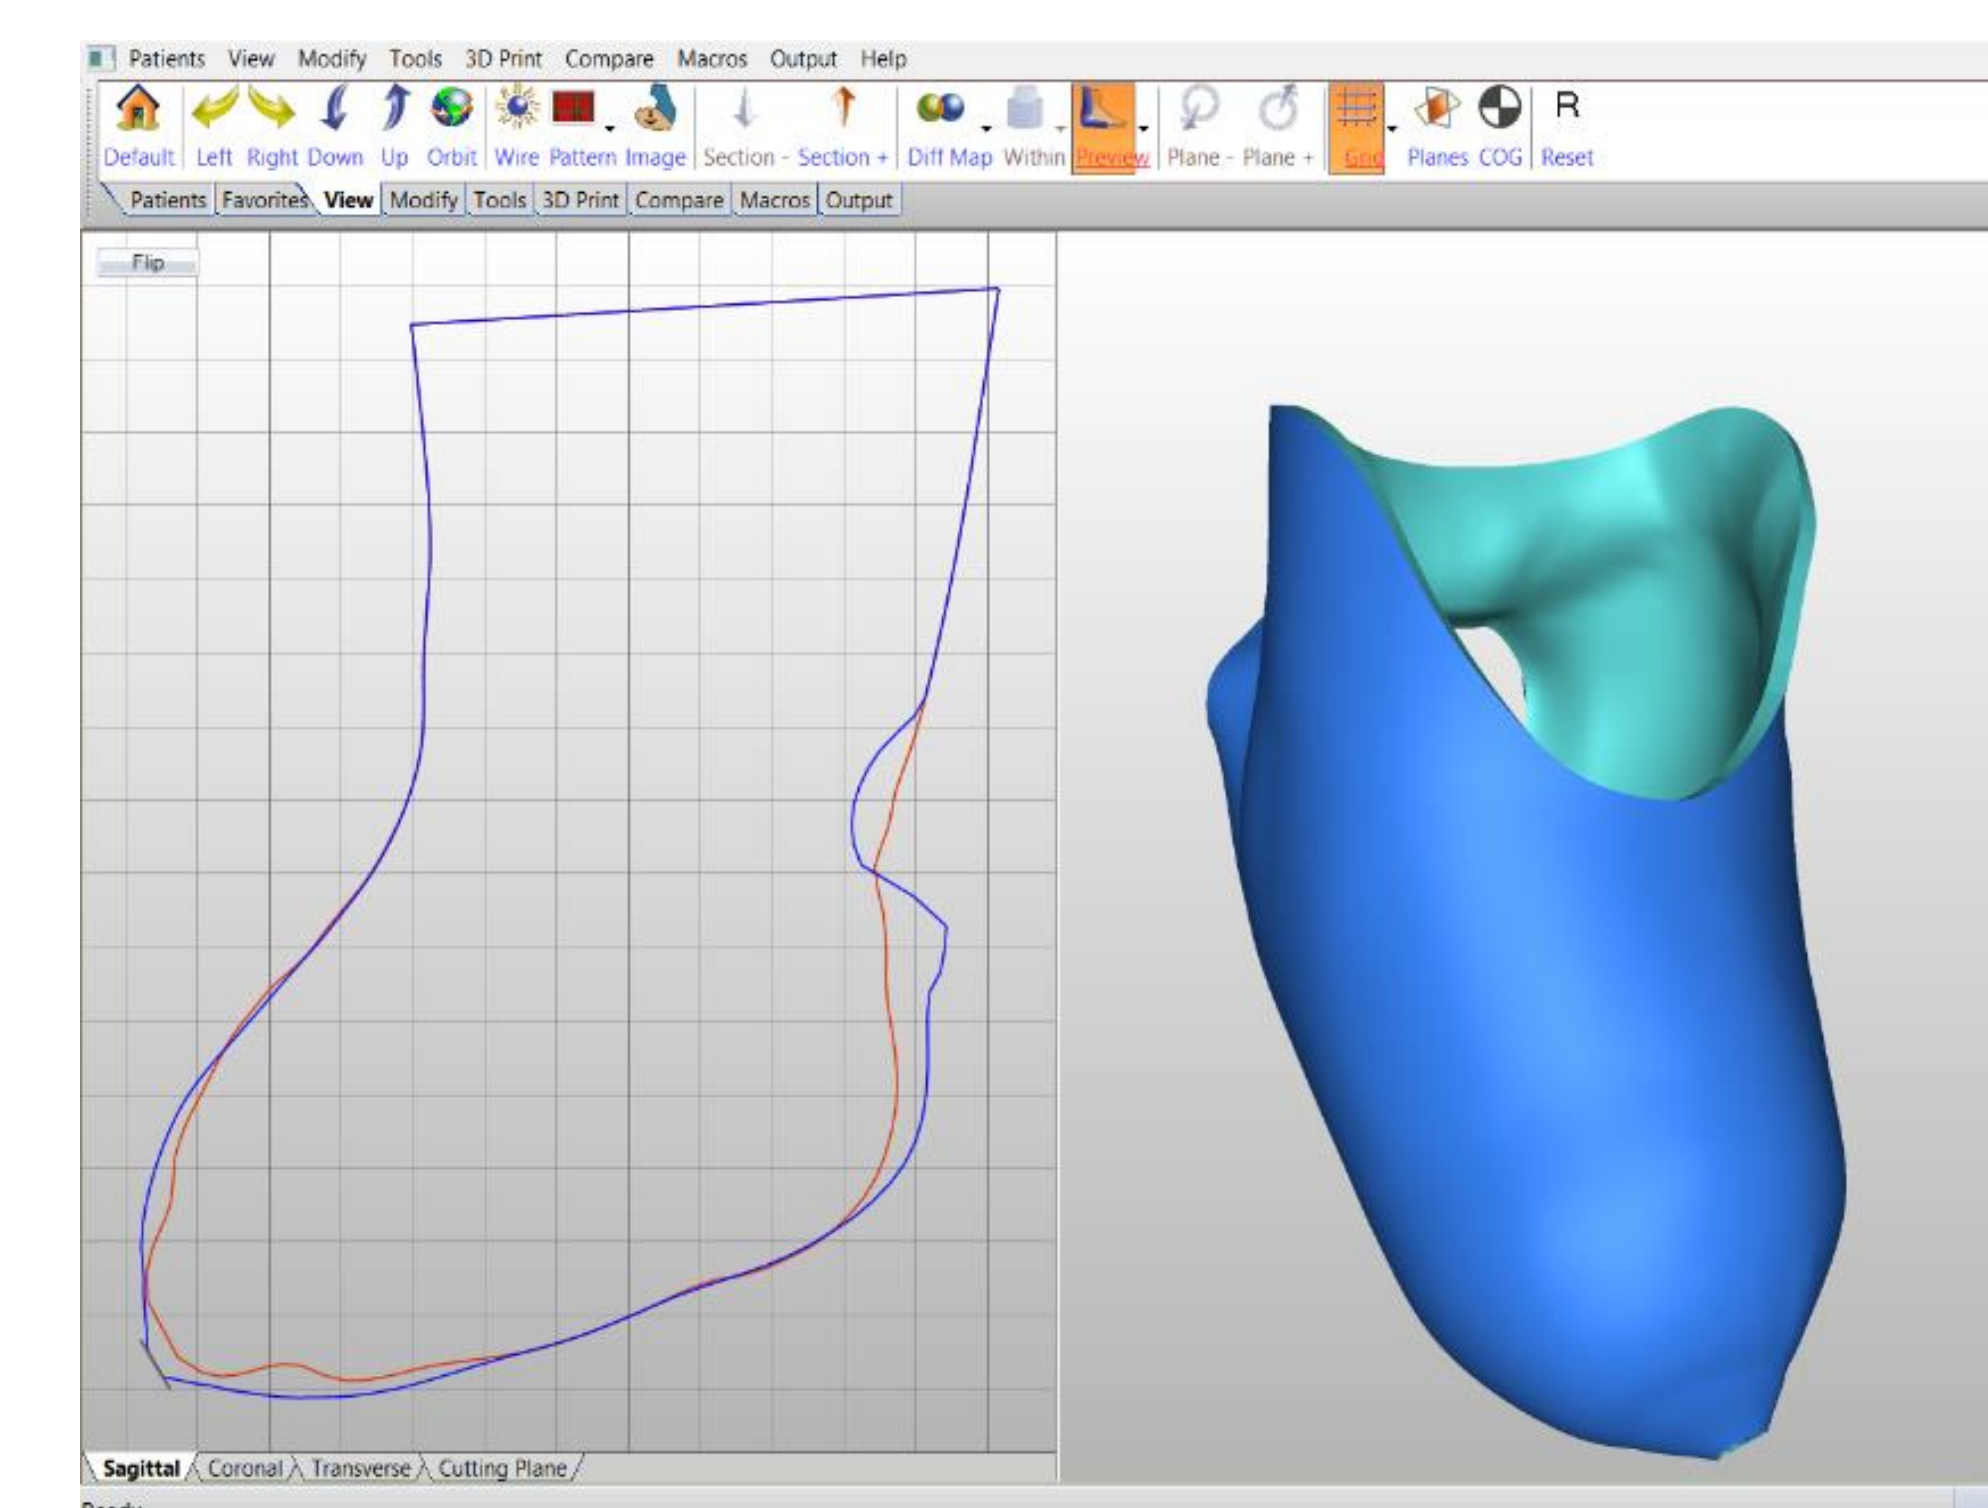 Patients View Modify Tools 3D Print Compare Macros Output Help
Default Left Right Down Up Orbit Wire Pattern Image Section - Section + Diff Map Within Preview Plane - Plane + Grid Planes COG Reset
R
Patients Favorites View Modify Tools 3D Print Compare Macros Output
Flip
Sagittal Coronal Transverse Cutting Plane